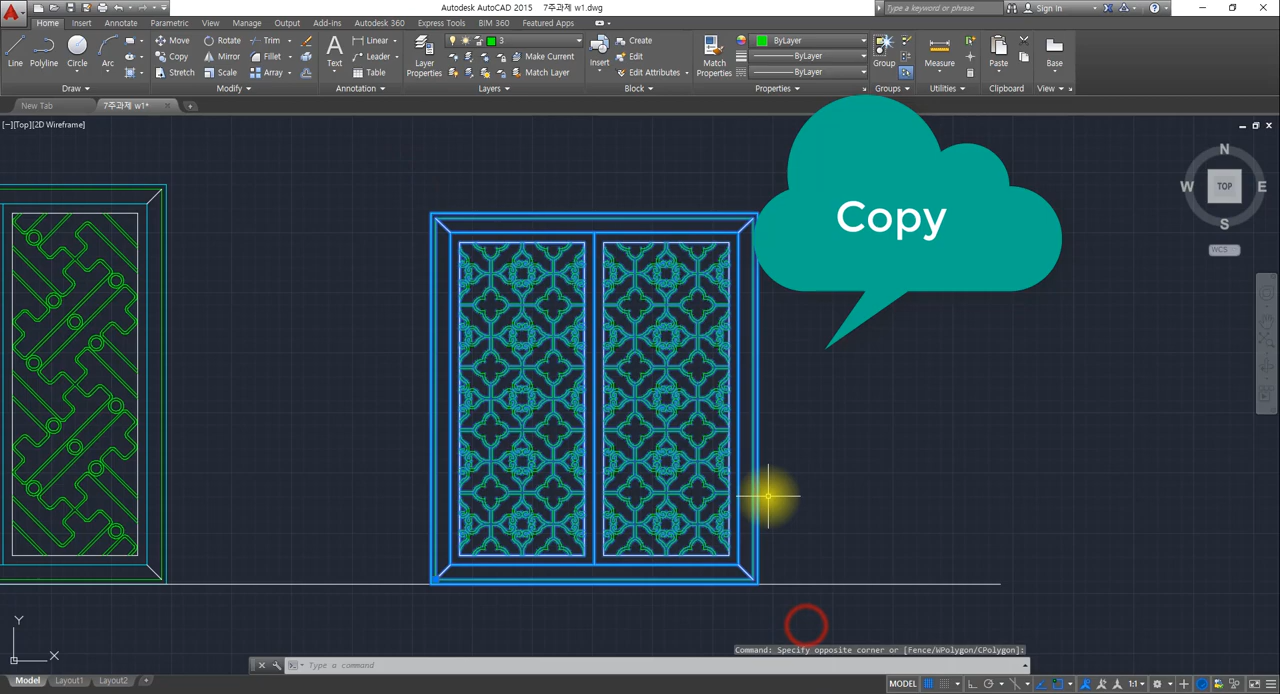 Autodesk AutoCAD 2015 7주과제 w1.dwg
Type a keyword or phrase
Sign In
Home Insert Annotate Parametric View Manage Output Add-ins Autodesk 360 Express Tools BIM 360 Featured Apps
Line Polyline Circle Arc
Move Rotate Trim
Copy Mirror Fillet
Stretch Scale Array
Text
Linear
Leader
Table
Layer
Properties
3
Make Current
Match Layer
Insert
Create
Edit
Edit Attributes
Match
Properties
ByLayer
ByLayer
ByLayer
Group
Measure
Paste
Base
Draw Modify Annotation Layers Block Properties Groups Utilities Clipboard View
New Tab 7주과제 w1*
[−][Top][2D Wireframe]
N
W TOP E
S
WCS
Copy
Y
X
Command: Specify opposite corner or [Fence/WPolygon/CPolygon]:
Type a command
Model Layout1 Layout2
MODEL 1:1